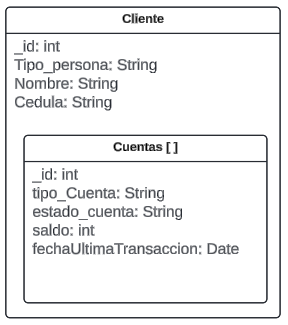 Cliente
_id: int
Tipo_persona: String
Nombre: String
Cedula: String
Cuentas [ ]
_id: int
tipo_Cuenta: String
estado_cuenta: String
saldo: int
fechaUltimaTransaccion: Date